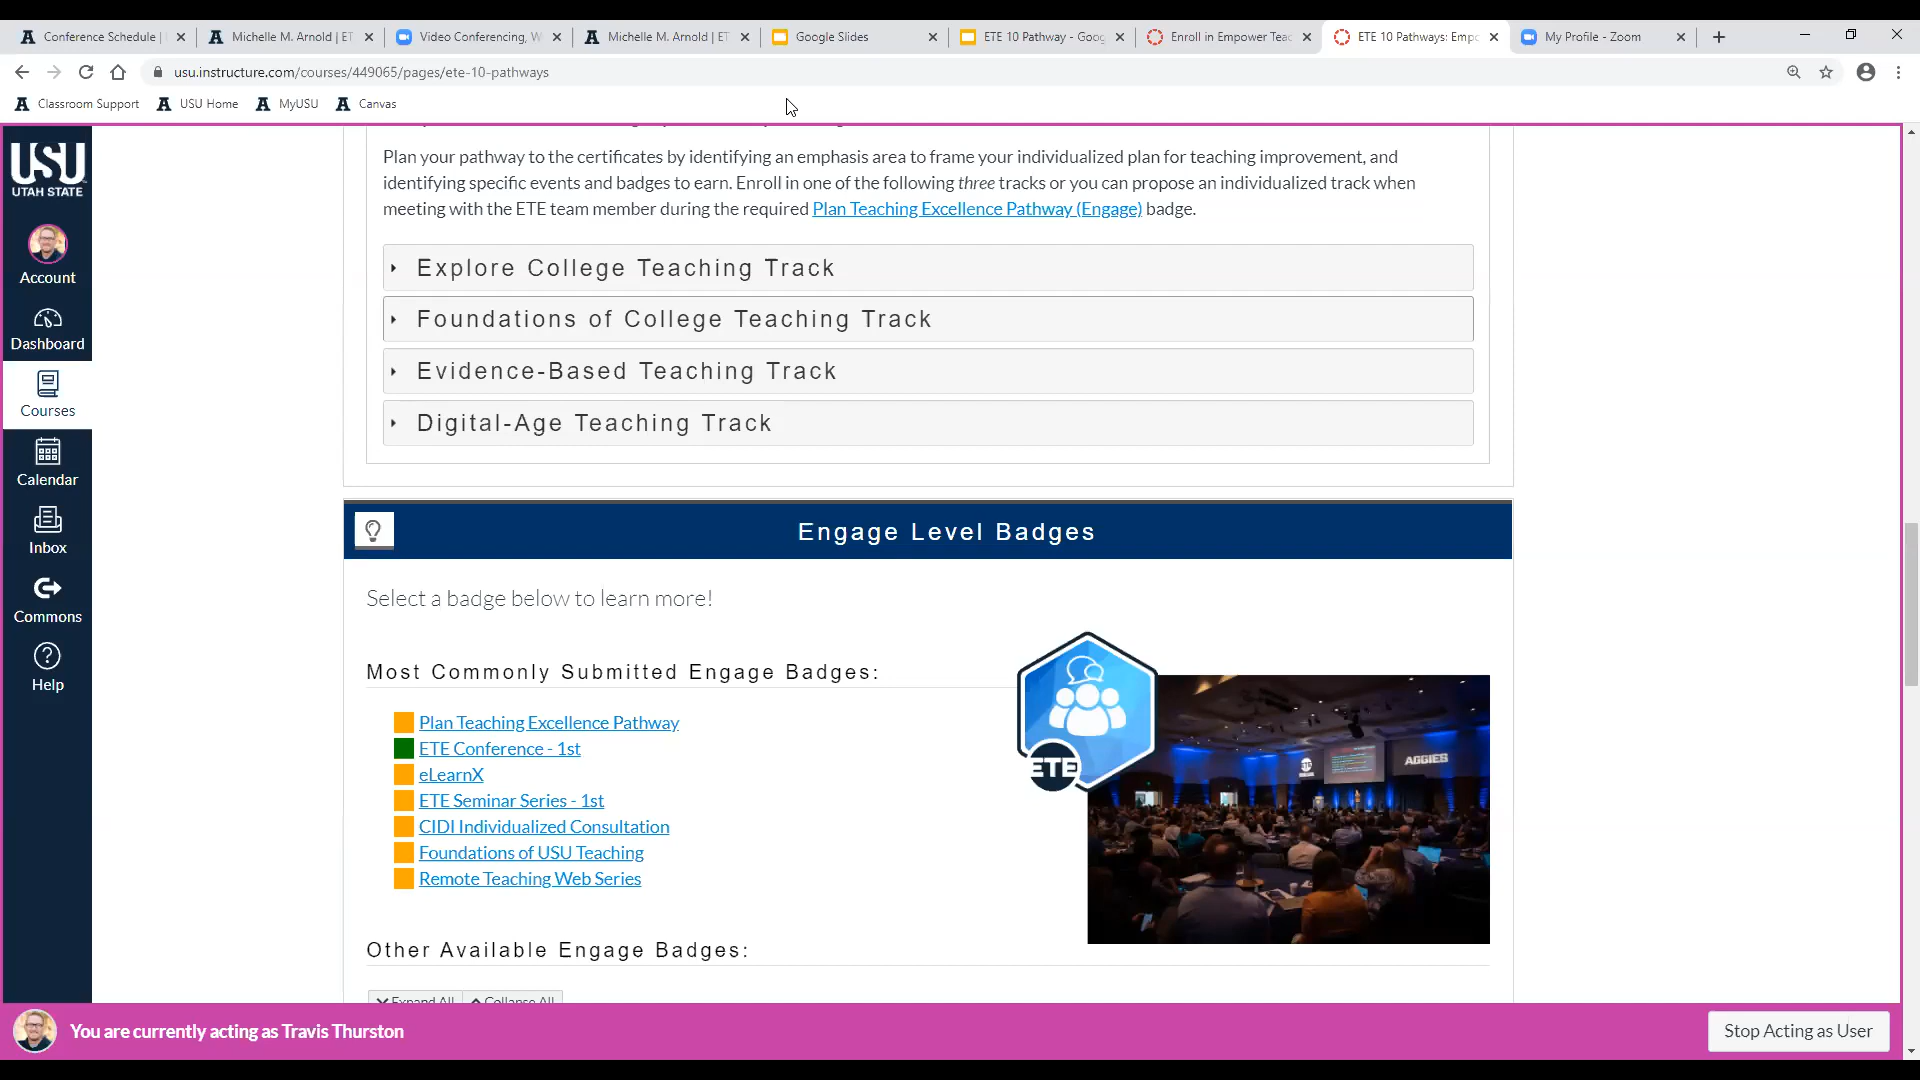 Conference Schedule |
Michelle M. Arnold | ET
Video Conferencing, W
Michelle M. Arnold | ET
Google Slides
ETE 10 Pathway - Goog
Enroll in Empower Teac
ETE 10 Pathways: Empo
My Profile - Zoom
usu.instructure.com/courses/449065/pages/ete-10-pathways
Classroom Support
USU Home
MyUSU
Canvas
USU
UTAH STATE
Account
Dashboard
Courses
Calendar
Inbox
Commons
Help
Plan your pathway to the certificates by identifying an emphasis area to frame your individualized plan for teaching improvement, and
identifying specific events and badges to earn. Enroll in one of the following three tracks or you can propose an individualized track when
meeting with the ETE team member during the required Plan Teaching Excellence Pathway (Engage) badge.
Explore College Teaching Track
Foundations of College Teaching Track
Evidence-Based Teaching Track
Digital-Age Teaching Track
Engage Level Badges
Select a badge below to learn more!
Most Commonly Submitted Engage Badges:
Plan Teaching Excellence Pathway
ETE Conference - 1st
eLearnX
ETE Seminar Series - 1st
CIDI Individualized Consultation
Foundations of USU Teaching
Remote Teaching Web Series
ETE
AGGIES
Other Available Engage Badges:
Expand All
Collapse All
You are currently acting as Travis Thurston
Stop Acting as User